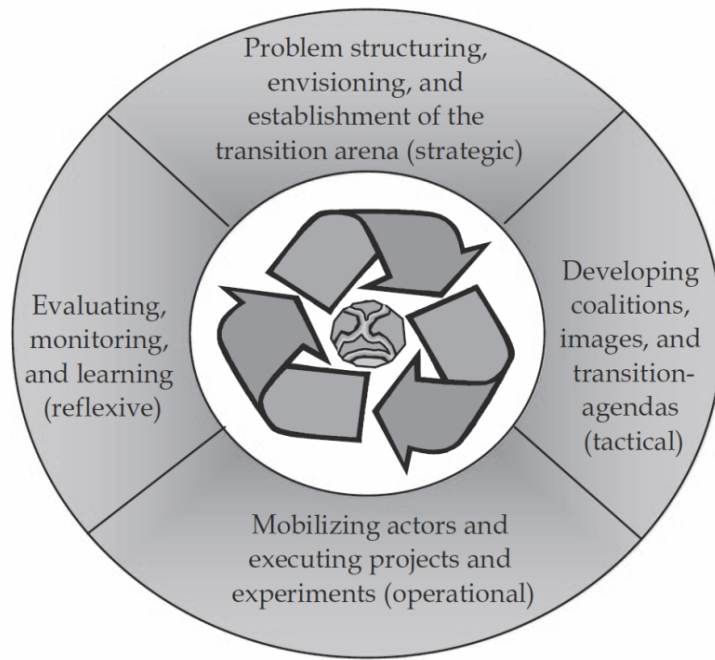 Problem structuring,
envisioning, and
establishment of the
transition arena (strategic)
Developing
coalitions,
images, and
transition-
agendas
(tactical)
Mobilizing actors and
executing projects and
experiments (operational)
Evaluating,
monitoring,
and learning
(reflexive)